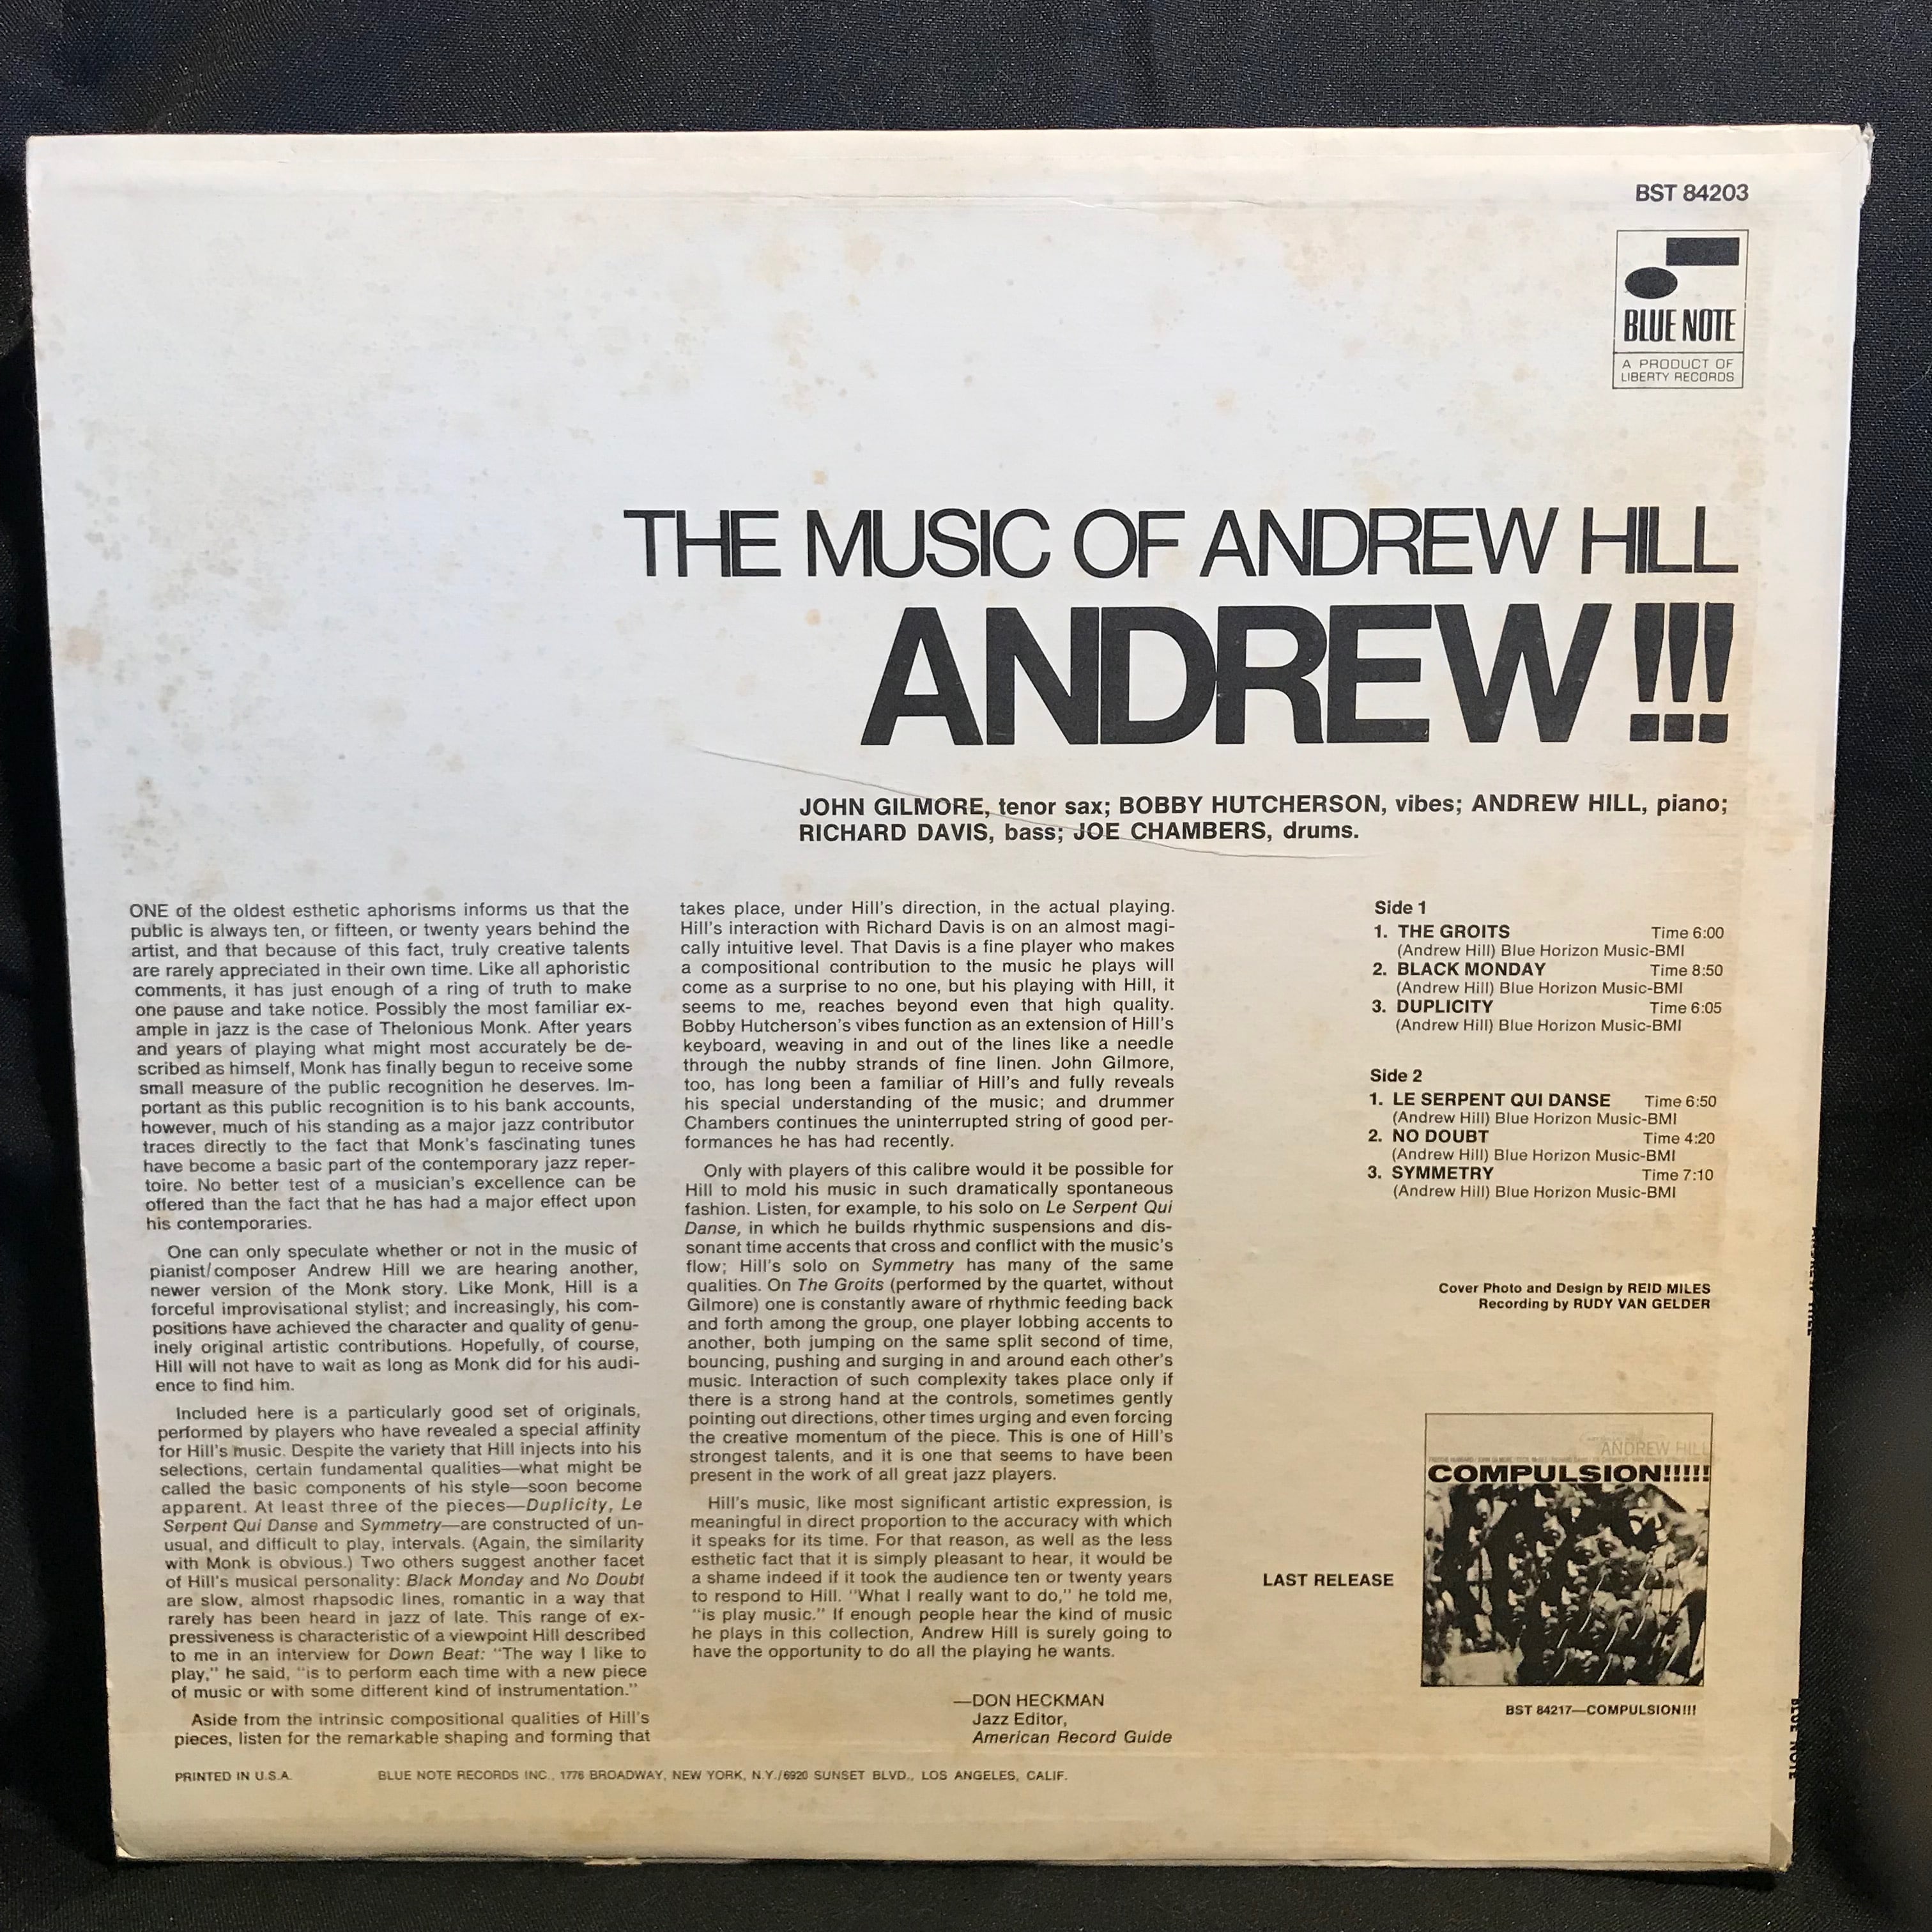 BST 84203
BLUE NOTE
A PRODUCT OF
LIBERTY RECORDS
THE MUSIC OF ANDREW HILL
ANDREW!!!
JOHN GILMORE, tenor sax; BOBBY HUTCHERSON, vibes; ANDREW HILL, piano;
RICHARD DAVIS, bass; JOE CHAMBERS, drums.
ONE of the oldest esthetic aphorisms informs us that the
public is always ten, or fifteen, or twenty years behind the
artist, and that because of this fact, truly creative talents
are rarely appreciated in their own time. Like all aphoristic
comments, it has just enough of a ring of truth to make
one pause and take notice. Possibly the most familiar ex-
ample in jazz is the case of Thelonious Monk. After years
and years of playing what might most accurately be de-
scribed as himself, Monk has finally begun to receive some
small measure of the public recognition he deserves. Im-
portant as this public recognition is to his bank accounts,
however, much of his standing as a major jazz contributor
traces directly to the fact that Monk's fascinating tunes
have become a basic part of the contemporary jazz reper-
toire. No better test of a musician's excellence can be
offered than the fact that he has had a major effect upon
his contemporaries.
One can only speculate whether or not in the music of
pianist/composer Andrew Hill we are hearing another,
newer version of the Monk story. Like Monk, Hill is a
forceful improvisational stylist; and increasingly, his com-
positions have achieved the character and quality of genu-
inely original artistic contributions. Hopefully, of course,
Hill will not have to wait as long as Monk did for his audi-
ence to find him.
Included here is a particularly good set of originals,
performed by players who have revealed a special affinity
for Hill's music. Despite the variety that Hill injects into his
selections, certain fundamental qualities—what might be
called the basic components of his style—soon become
apparent. At least three of the pieces—Duplicity, Le
Serpent Qui Danse and Symmetry—are constructed of un-
usual, and difficult to play, intervals. (Again, the similarity
with Monk is obvious.) Two others suggest another facet
of Hill's musical personality: Black Monday and No Doubt
are slow, almost rhapsodic lines, romantic in a way that
rarely has been heard in jazz of late. This range of ex-
pressiveness is characteristic of a viewpoint Hill described
to me in an interview for Down Beat: "The way I like to
play," he said, "is to perform each time with a new piece
of music or with some different kind of instrumentation."
Aside from the intrinsic compositional qualities of Hill's
pieces, listen for the remarkable shaping and forming that
takes place, under Hill's direction, in the actual playing.
Hill's interaction with Richard Davis is on an almost magi-
cally intuitive level. That Davis is a fine player who makes
a compositional contribution to the music he plays will
come as a surprise to no one, but his playing with Hill, it
seems to me, reaches beyond even that high quality.
Bobby Hutcherson's vibes function as an extension of Hill's
keyboard, weaving in and out of the lines like a needle
through the nubby strands of fine linen. John Gilmore,
too, has long been a familiar of Hill's and fully reveals
his special understanding of the music; and drummer
Chambers continues the uninterrupted string of good per-
formances he has had recently.
Only with players of this calibre would it be possible for
Hill to mold his music in such dramatically spontaneous
fashion. Listen, for example, to his solo on Le Serpent Qui
Danse, in which he builds rhythmic suspensions and dis-
sonant time accents that cross and conflict with the music's
flow; Hill's solo on Symmetry has many of the same
qualities. On The Groits (performed by the quartet, without
Gilmore) one is constantly aware of rhythmic feeding back
and forth among the group, one player lobbing accents to
another, both jumping on the same split second of time,
bouncing, pushing and surging in and around each other's
music. Interaction of such complexity takes place only if
there is a strong hand at the controls, sometimes gently
pointing out directions, other times urging and even forcing
the creative momentum of the piece. This is one of Hill's
strongest talents, and it is one that seems to have been
present in the work of all great jazz players.
Hill's music, like most significant artistic expression, is
meaningful in direct proportion to the accuracy with which
it speaks for its time. For that reason, as well as the less
esthetic fact that it is simply pleasant to hear, it would be
a shame indeed if it took the audience ten or twenty years
to respond to Hill. "What I really want to do," he told me,
"is play music." If enough people hear the kind of music
he plays in this collection, Andrew Hill is surely going to
have the opportunity to do all the playing he wants.
—DON HECKMAN
Jazz Editor,
American Record Guide
Side 1
1. THE GROITS Time 6:00
(Andrew Hill) Blue Horizon Music-BMI
2. BLACK MONDAY Time 8:50
(Andrew Hill) Blue Horizon Music-BMI
3. DUPLICITY Time 6:05
(Andrew Hill) Blue Horizon Music-BMI
Side 2
1. LE SERPENT QUI DANSE Time 6:50
(Andrew Hill) Blue Horizon Music-BMI
2. NO DOUBT Time 4:20
(Andrew Hill) Blue Horizon Music-BMI
3. SYMMETRY Time 7:10
(Andrew Hill) Blue Horizon Music-BMI
Cover Photo and Design by REID MILES
Recording by RUDY VAN GELDER
ANDREW HILL
COMPULSION!!!!!
LAST RELEASE
BST 84217—COMPULSION!!!
PRINTED IN U.S.A.
BLUE NOTE RECORDS INC., 1776 BROADWAY, NEW YORK, N.Y./6920 SUNSET BLVD., LOS ANGELES, CALIF.
BLUE NOTE